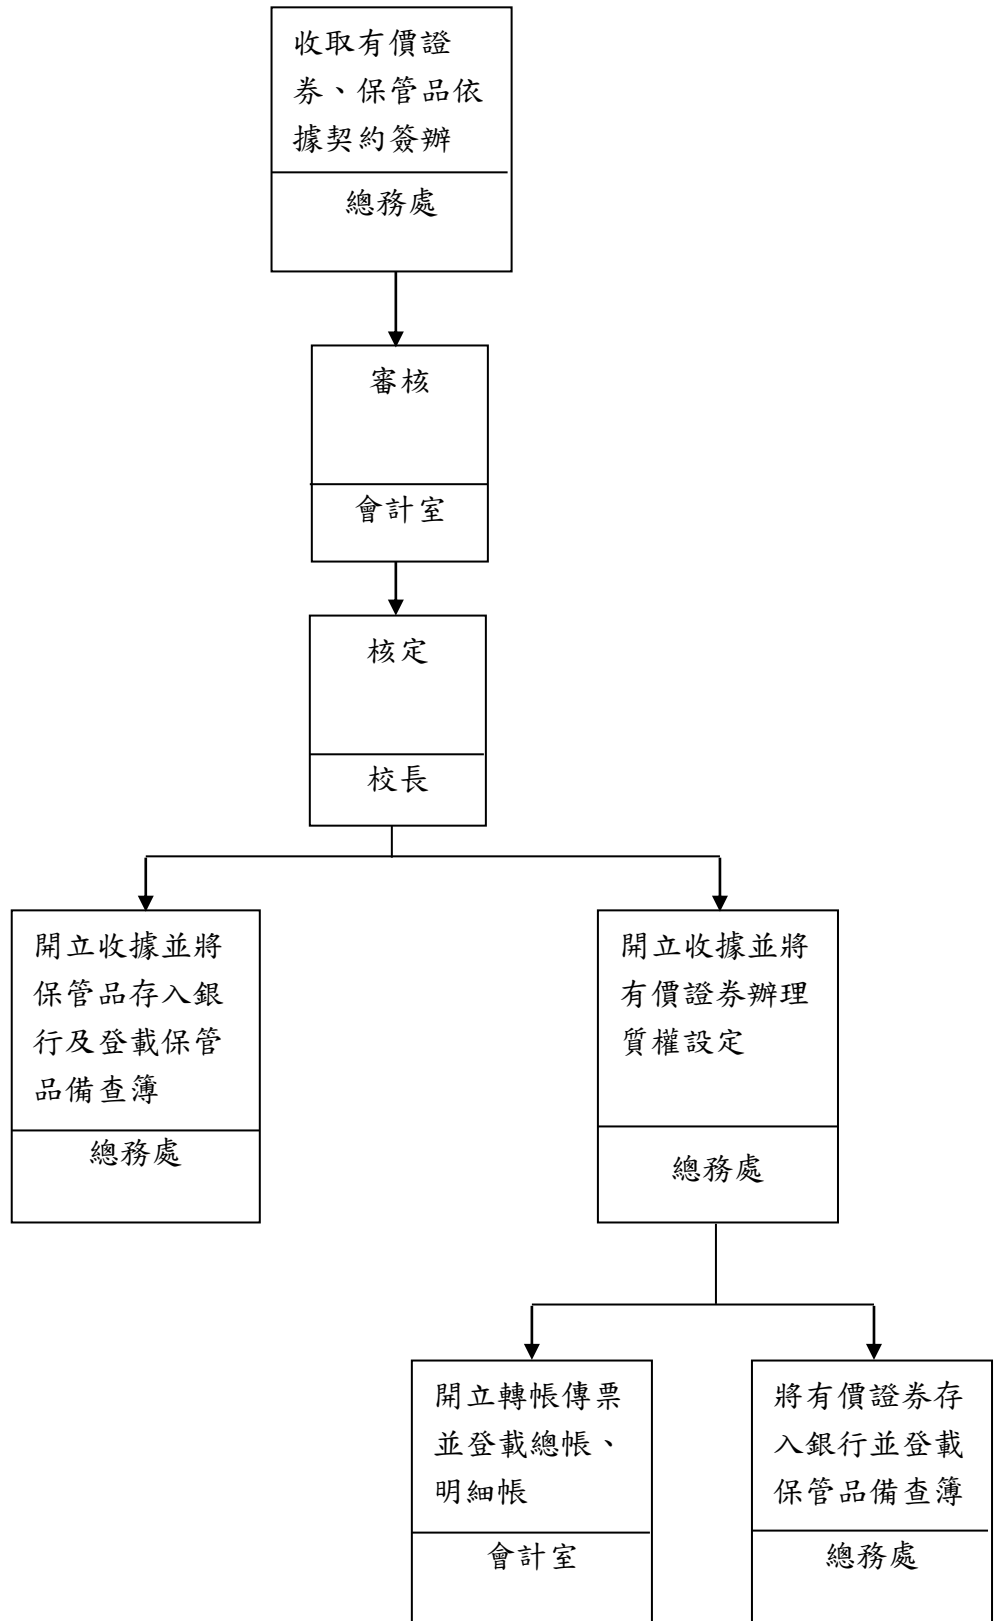 收取有價證
券、保管品依
據契約簽辦
總務處
審核
會計室
核定
校長
開立收據並將
保管品存入銀
行及登載保管
品備查簿
總務處
開立收據並將
有價證券辦理
質權設定
總務處
開立轉帳傳票
並登載總帳、
明細帳
會計室
將有價證券存
入銀行並登載
保管品備查簿
總務處